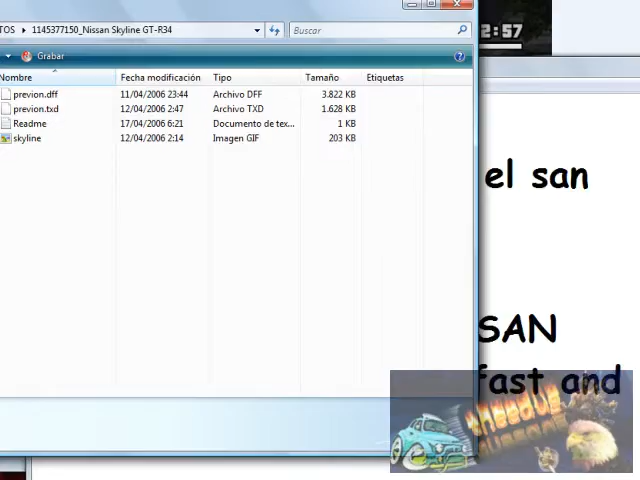 TOS ▸ 1145377150_Nissan Skyline GT-R34
Buscar
2:57
Grabar
Nombre Fecha modificación Tipo Tamaño Etiquetas
previon.dff 11/04/2006 23:44 Archivo DFF 3.822 KB
previon.txd 12/04/2006 2:47 Archivo TXD 1.628 KB
Readme 17/04/2006 6:21 Documento de tex... 1 KB
skyline 12/04/2006 2:14 Imagen GIF 203 KB
el san
SAN
fast and